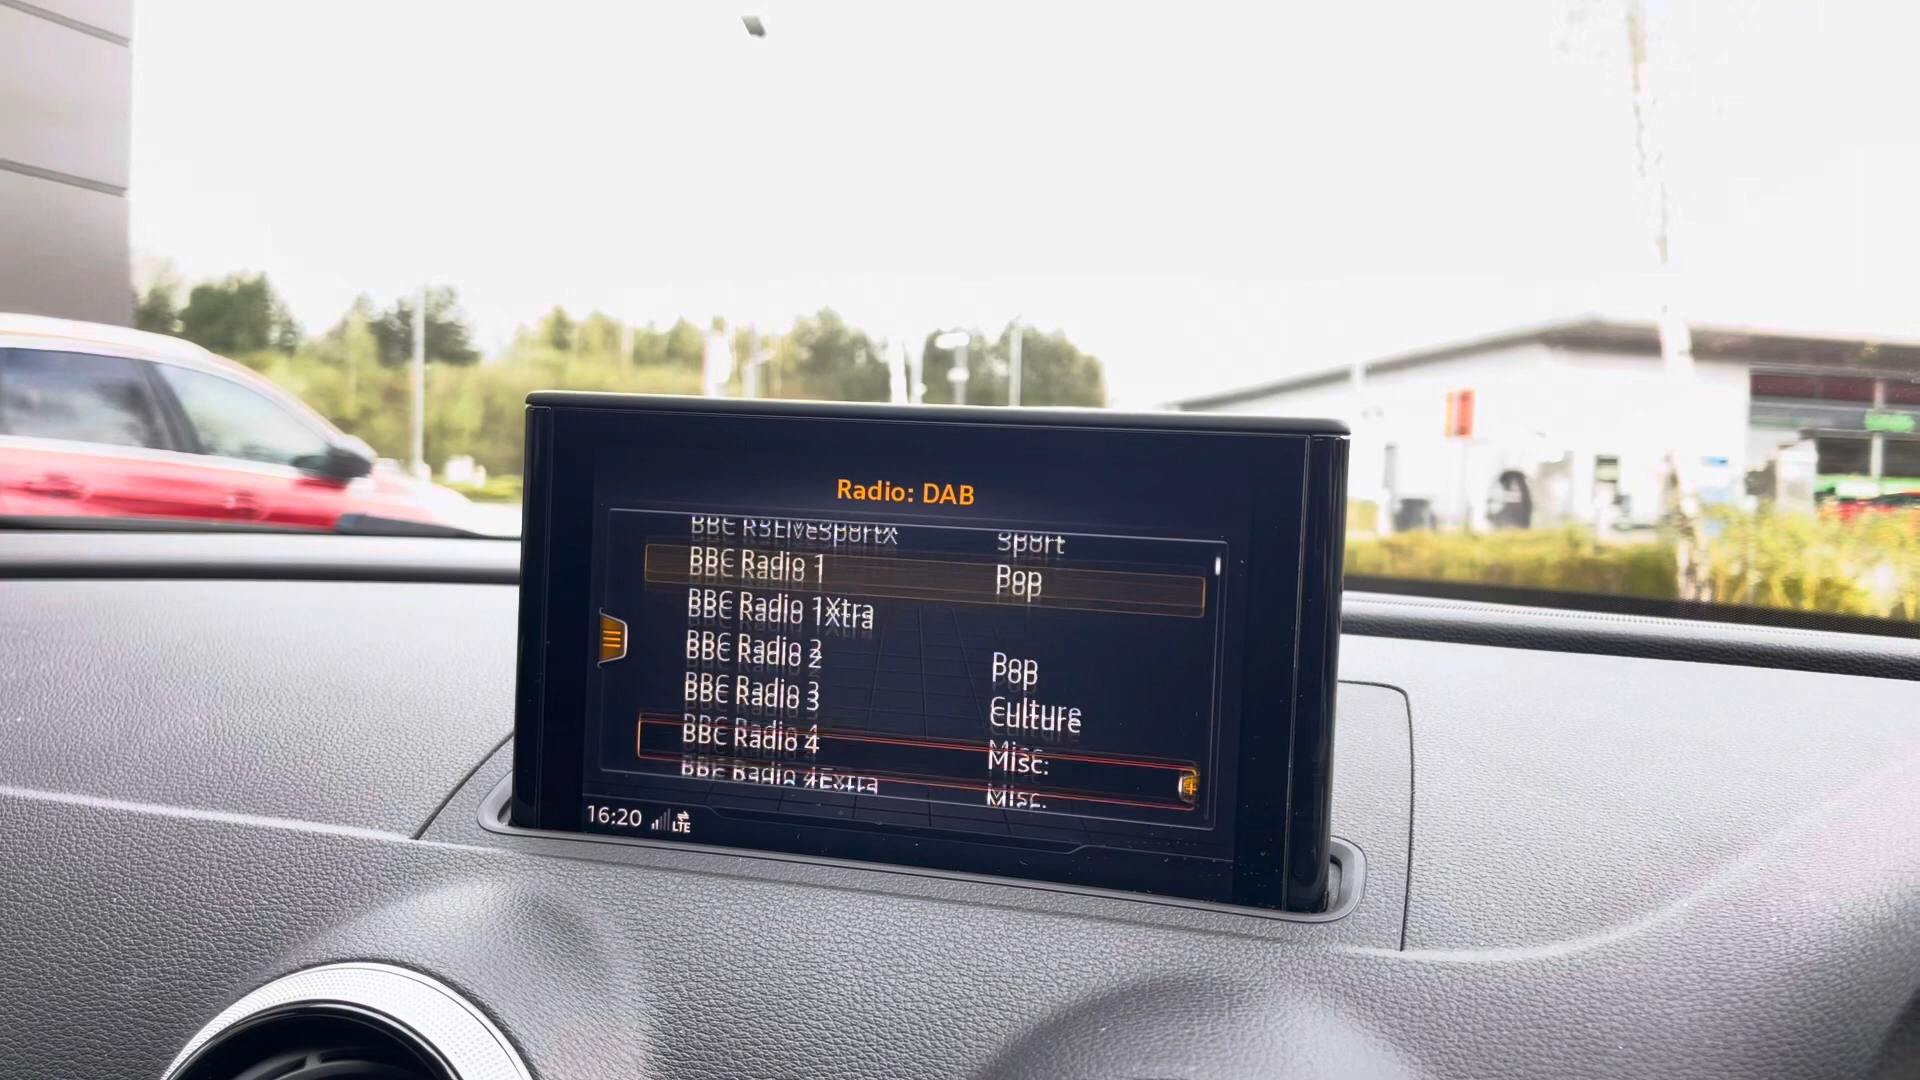 Radio: DAB
BBC R5LiveSportX Sport
BBC Radio 1 Pop
BBC Radio 1Xtra
BBC Radio 2 Pop
BBC Radio 3 Culture
BBC Radio 4 Misc.
BBC Radio 4Extra Misc.
16:20 LTE